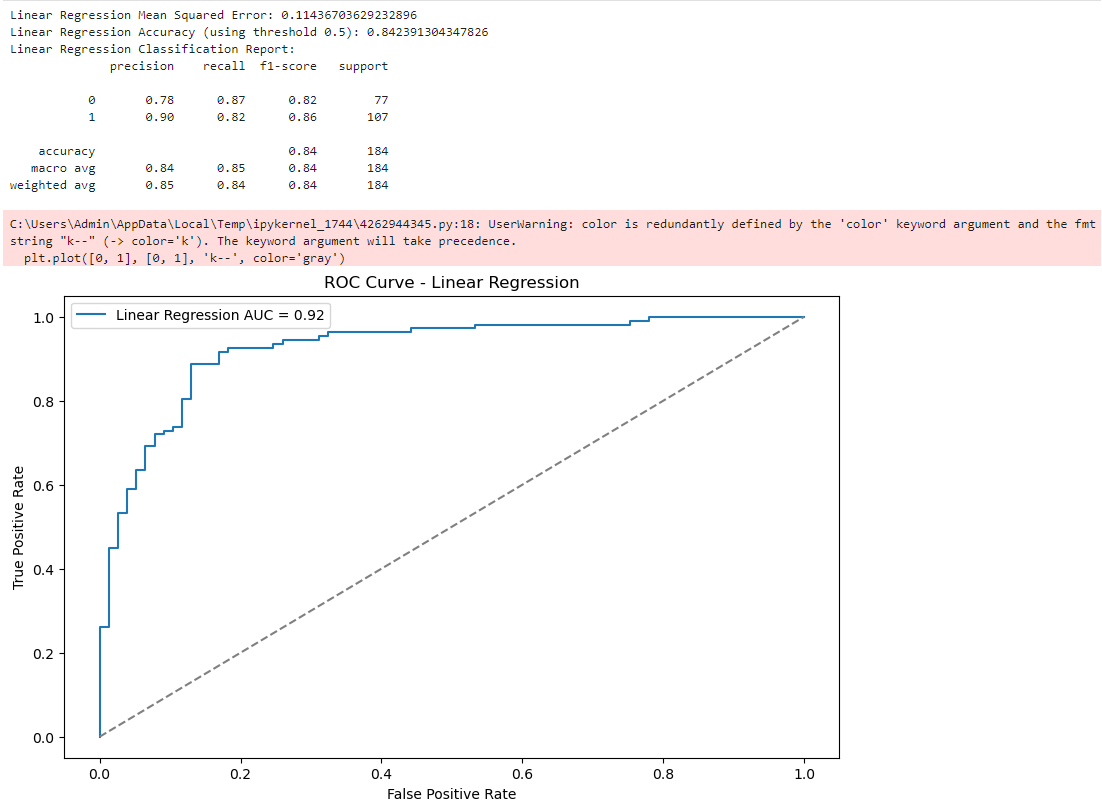 Linear Regression Mean Squared Error: 0.11436703629232896
Linear Regression Accuracy (using threshold 0.5): 0.842391304347826
Linear Regression Classification Report:
precision recall f1-score support
0 0.78 0.87 0.82 77
1 0.90 0.82 0.86 107
accuracy 0.84 184
macro avg 0.84 0.85 0.84 184
weighted avg 0.85 0.84 0.84 184
C:\Users\Admin\AppData\Local\Temp\ipykernel_1744\4262944345.py:18: UserWarning: color is redundantly defined by the 'color' keyword argument and the fmt
string "k--" (-> color='k'). The keyword argument will take precedence.
plt.plot([0, 1], [0, 1], 'k--', color='gray')
ROC Curve - Linear Regression
Linear Regression AUC = 0.92
True Positive Rate
1.0
0.8
0.6
0.4
0.2
0.0
0.0 0.2 0.4 0.6 0.8 1.0
False Positive Rate